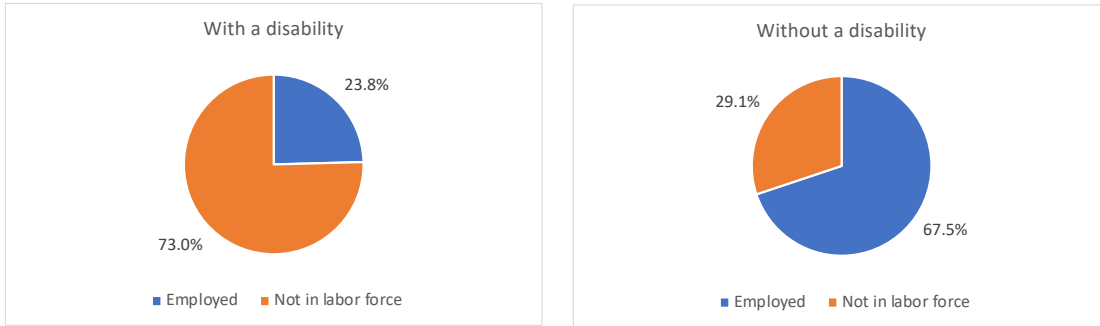 With a disability
23.8%
73.0%
Employed Not in labor force
Without a disability
29.1%
67.5%
Employed Not in labor force